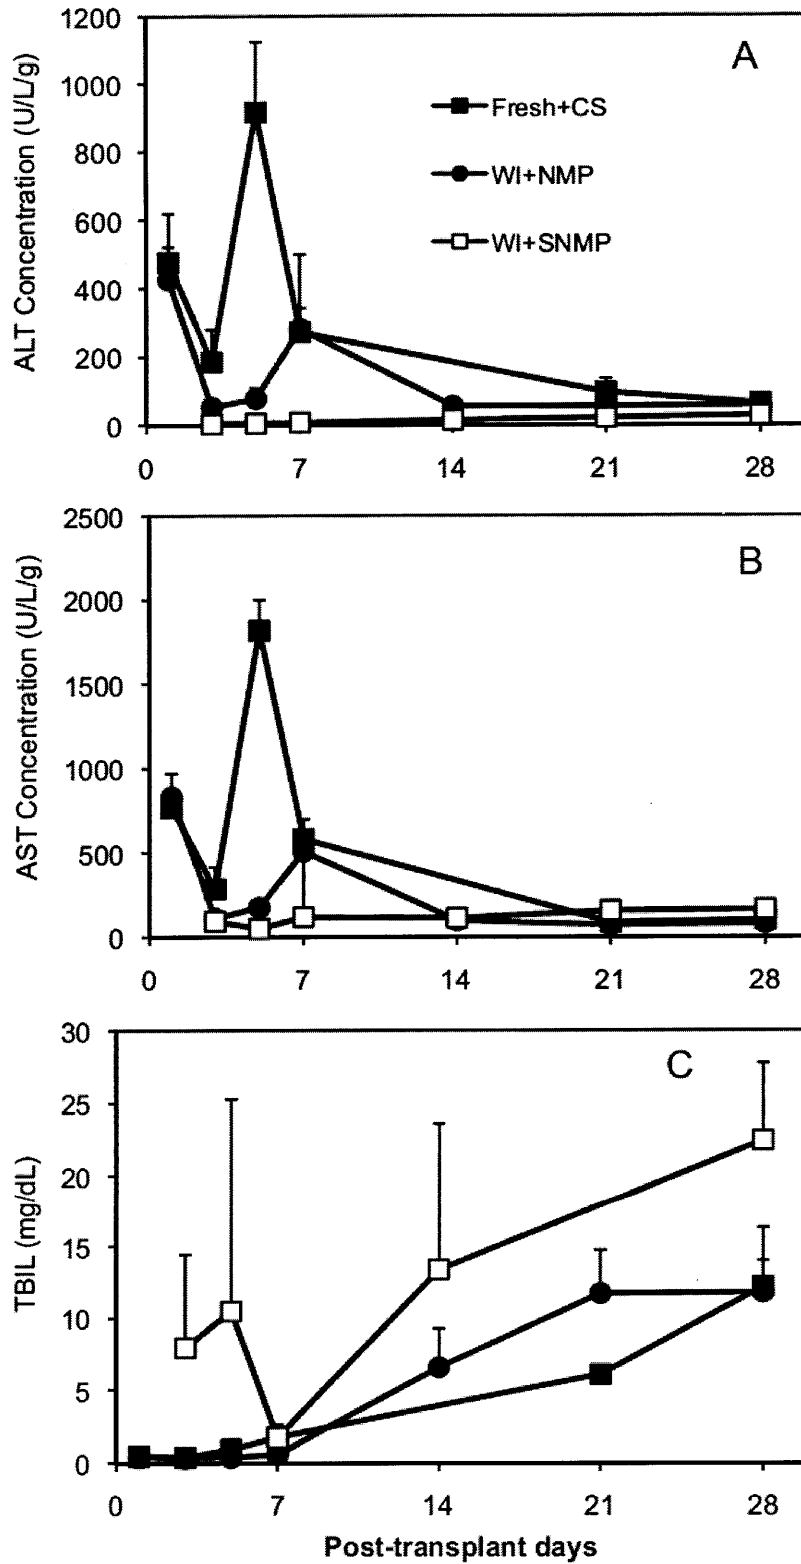 A
ALT Concentration (U/L/g)
1200
1000
800
600
400
200
0
Fresh+CS
WI+NMP
WI+SNMP
0 7 14 21 28
B
AST Concentration (U/L/g)
2500
2000
1500
1000
500
0
0 7 14 21 28
C
TBIL (mg/dL)
30
25
20
15
10
5
0
0 7 14 21 28
Post-transplant days